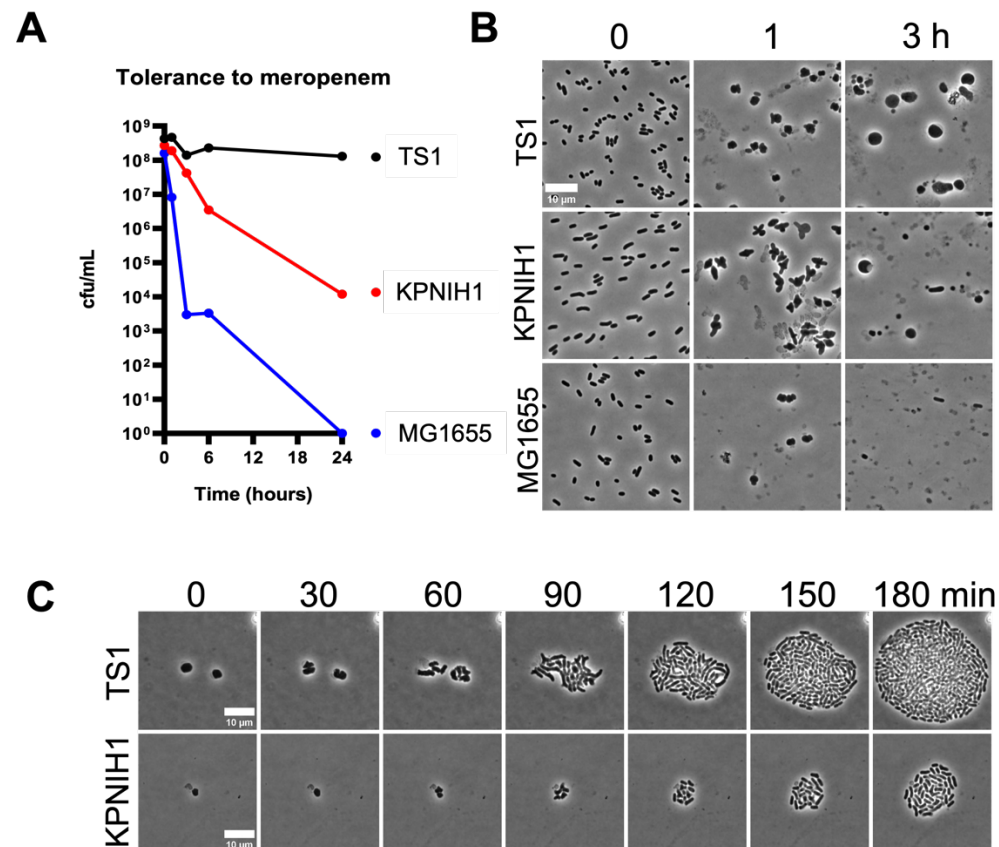 A
Tolerance to meropenem
10⁹
10⁸
10⁷
10⁶
10⁵
10⁴
10³
10²
10¹
10⁰
cfu/mL
0 6 12 18 24
Time (hours)
TS1
KPNIH1
MG1655
B
0 1 3 h
TS1
10 µm
KPNIH1
MG1655
C
0 30 60 90 120 150 180 min
TS1
10 µm
KPNIH1
10 µm